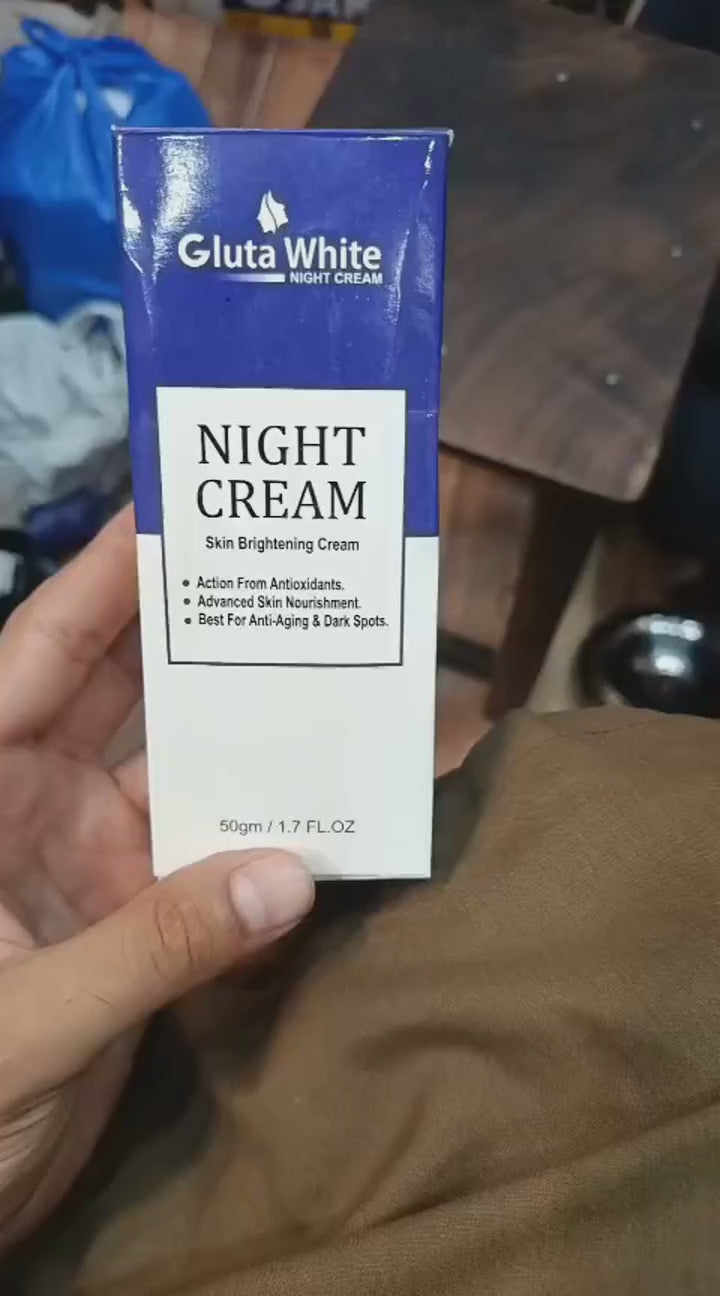 Gluta White
NIGHT CREAM
NIGHT
CREAM
Skin Brightening Cream
• Action From Antioxidants.
• Advanced Skin Nourishment.
• Best For Anti-Aging & Dark Spots.
50gm / 1.7 FL.OZ